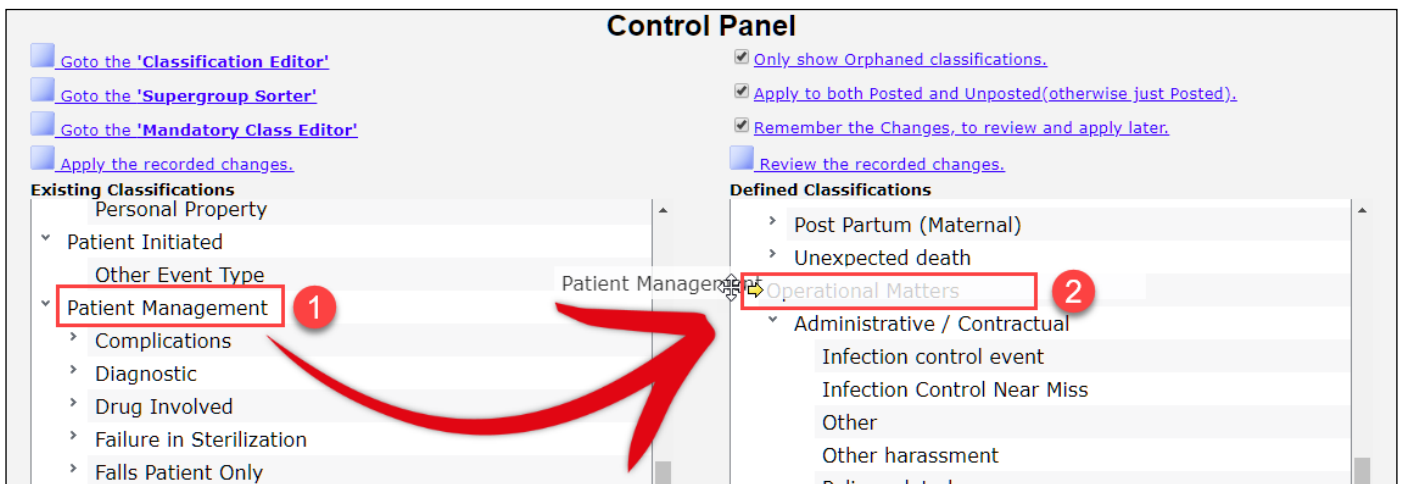 Control Panel
Goto the 'Classification Editor'
Goto the 'Supergroup Sorter'
Goto the 'Mandatory Class Editor'
Apply the recorded changes.
Only show Orphaned classifications.
Apply to both Posted and Unposted(otherwise just Posted).
Remember the Changes, to review and apply later.
Review the recorded changes.
Existing Classifications
Personal Property
Patient Initiated
Other Event Type
Patient Management
1
Complications
Diagnostic
Drug Involved
Failure in Sterilization
Falls Patient Only
Patient Management
Defined Classifications
Post Partum (Maternal)
Unexpected death
Operational Matters
2
Administrative / Contractual
Infection control event
Infection Control Near Miss
Other
Other harassment